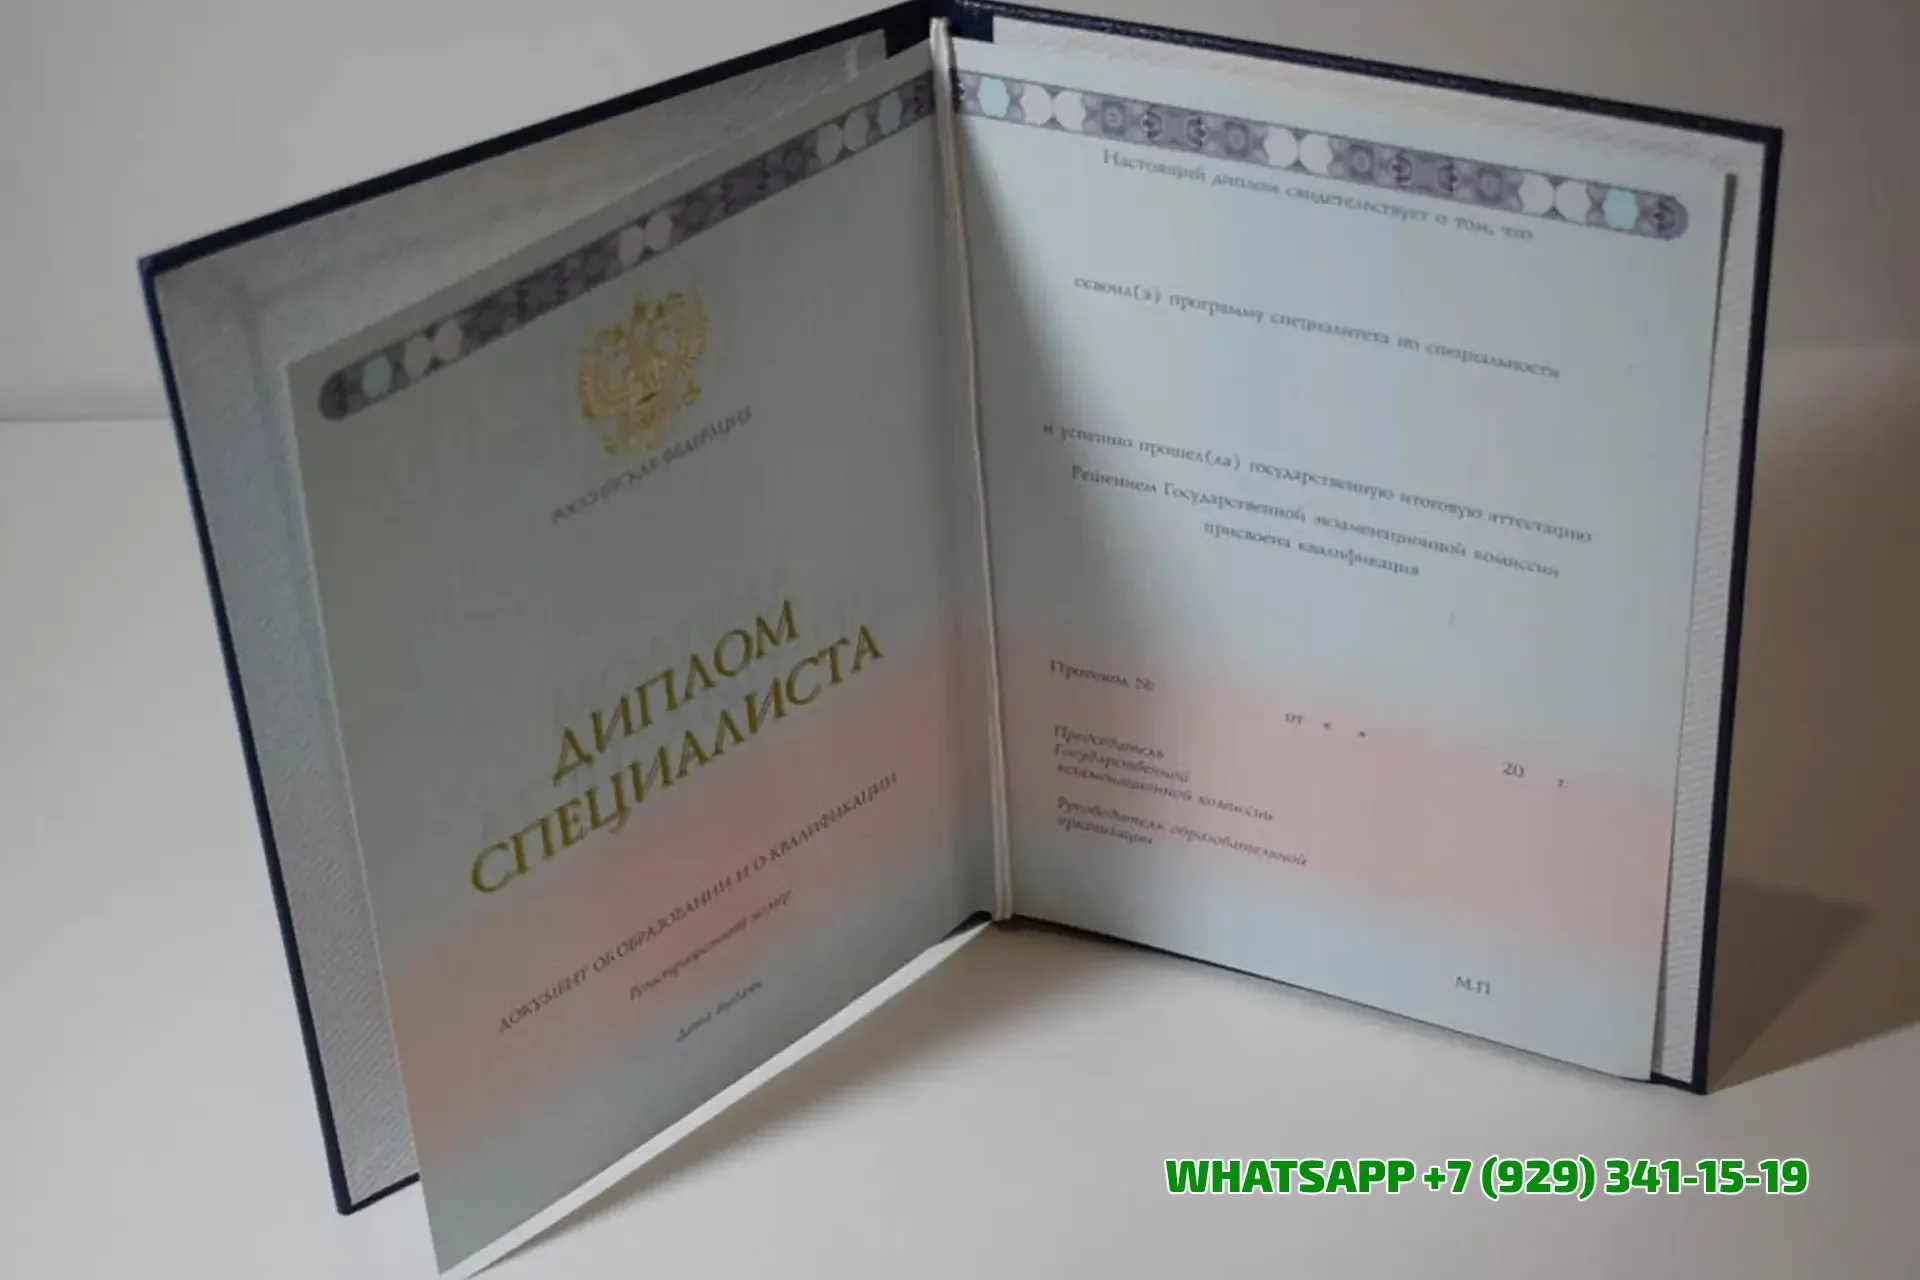 РОССИЙСКАЯ ФЕДЕРАЦИЯ
ДИПЛОМ
СПЕЦИАЛИСТА
ДОКУМЕНТ ОБ ОБРАЗОВАНИИ И О КВАЛИФИКАЦИИ
Регистрационный номер
Дата выдачи
Настоящий диплом свидетельствует о том, что
освоил(а) программу специалитета по специальности
и успешно прошел(ла) государственную итоговую аттестацию
Решением Государственной экзаменационной комиссии
присвоена квалификация
Протокол №
от « »
20 г.
Председатель
Государственной
экзаменационной комиссии
Руководитель образовательной
организации
М.П.
WHATSAPP +7 (929) 341-15-19